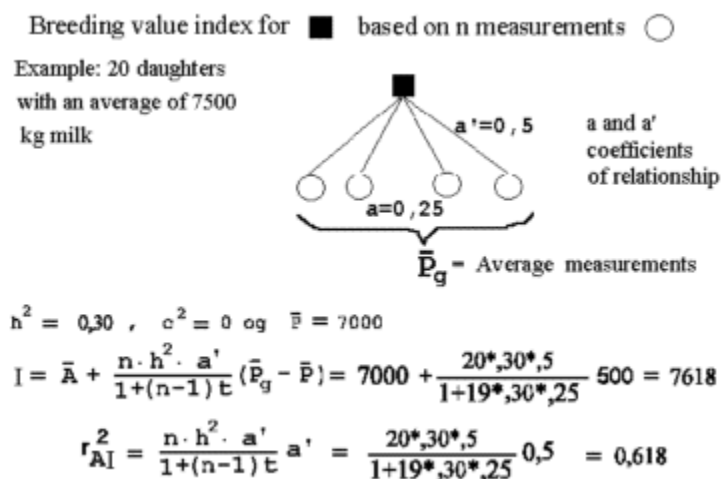 Breeding value index for ■ based on n measurements ○
Example: 20 daughters
with an average of 7500
kg milk
a'=0,5
a and a'
coefficients
of relationship
a=0,25
P̄g = Average measurements
h² = 0,30 , c² = 0 og P̄ = 7000
I = Ā + n·h²·a' / 1+(n-1)t (P̄g - P̄) = 7000 + 20*,30*,5 / 1+19*,30*,25 500 = 7618
r²AI = n·h²·a' / 1+(n-1)t a' = 20*,30*,5 / 1+19*,30*,25 0,5 = 0,618